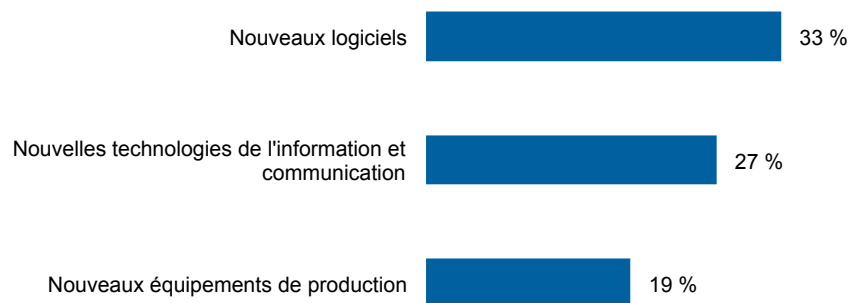 Nouveaux logiciels
33 %
Nouvelles technologies de l'information et
communication
27 %
Nouveaux équipements de production
19 %